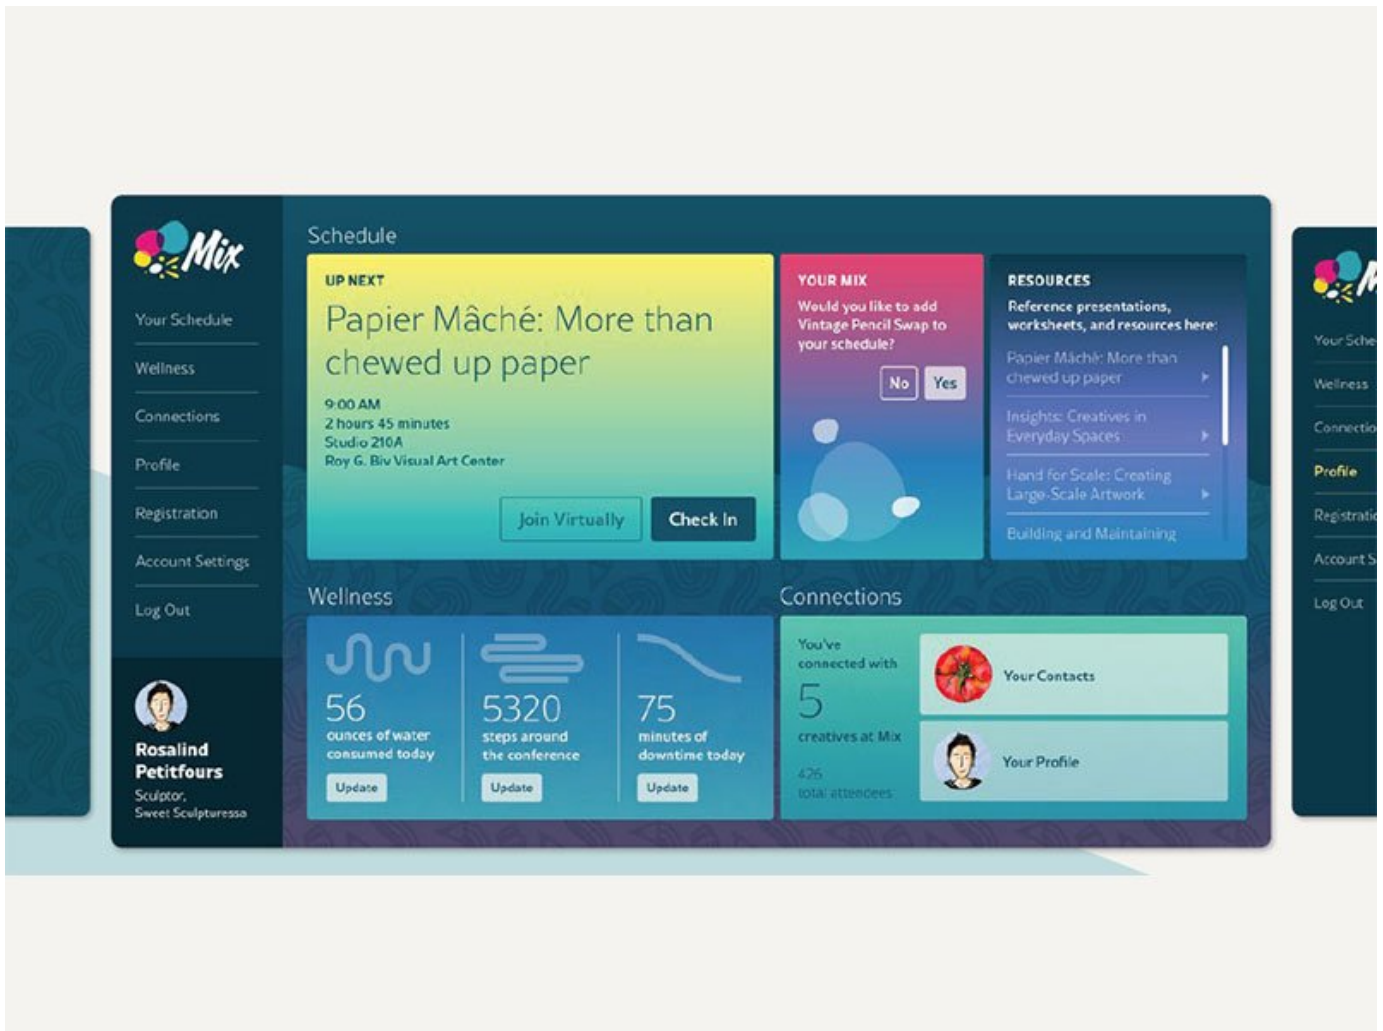 Mix
Your Schedule
Wellness
Connections
Profile
Registration
Account Settings
Log Out
Rosalind
Petitfours
Sculptor,
Sweet Sculpturessa
Schedule
UP NEXT
Papier Mâché: More than
chewed up paper
9:00 AM
2 hours 45 minutes
Studio 210A
Roy G. Biv Visual Art Center
Join Virtually
Check In
YOUR MIX
Would you like to add
Vintage Pencil Swap to
your schedule?
No
Yes
RESOURCES
Reference presentations,
worksheets, and resources here:
Papier Mâché: More than
chewed up paper
Insights: Creatives in
Everyday Spaces
Hand for Scale: Creating
Large-Scale Artwork
Building and Maintaining
Wellness
56
ounces of water
consumed today
Update
5320
steps around
the conference
Update
75
minutes of
downtime today
Update
Connections
You've
connected with
5
creatives at Mix
426
total attendees
Your Contacts
Your Profile
M
Your Sche
Wellness
Connectio
Profile
Registratio
Account S
Log Out